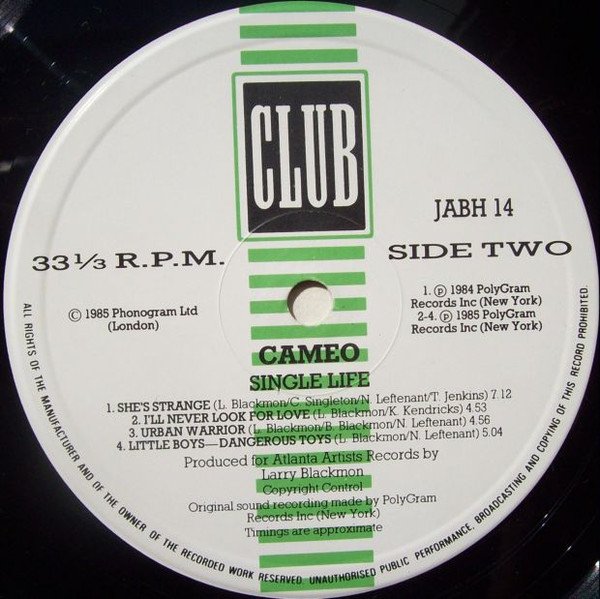 CLUB
JABH 14
33⅓ R.P.M.
SIDE TWO
© 1985 Phonogram Ltd
(London)
1. ℗ 1984 PolyGram
Records Inc (New York)
2-4. ℗ 1985 PolyGram
Records Inc (New York)
CAMEO
SINGLE LIFE
1. SHE'S STRANGE (L. Blackmon/C. Singleton/N. Leftenant/T. Jenkins) 7.12
2. I'LL NEVER LOOK FOR LOVE (L. Blackmon/K. Kendricks) 4.53
3. URBAN WARRIOR (L. Blackmon/B. Blackmon/N. Leftenant) 4.56
4. LITTLE BOYS—DANGEROUS TOYS (L. Blackmon/N. Leftenant) 5.04
Produced for Atlanta Artists Records by
Larry Blackmon
Copyright Control
Original sound recording made by PolyGram
Records Inc (New York)
Timings are approximate
ALL RIGHTS OF THE MANUFACTURER AND OF THE OWNER OF THE RECORDED WORK RESERVED. UNAUTHORISED PUBLIC PERFORMANCE, BROADCASTING AND COPYING OF THIS RECORD PROHIBITED.